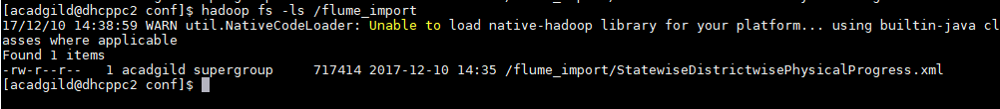 [acadgild@dhcppc2 conf]$ hadoop fs -ls /flume_import
17/12/10 14:38:59 WARN util.NativeCodeLoader: Unable to load native-hadoop library for your platform... using builtin-java cl
asses where applicable
Found 1 items
-rw-r--r--   1 acadgild supergroup     717414 2017-12-10 14:35 /flume_import/StatewiseDistrictwisePhysicalProgress.xml
[acadgild@dhcppc2 conf]$